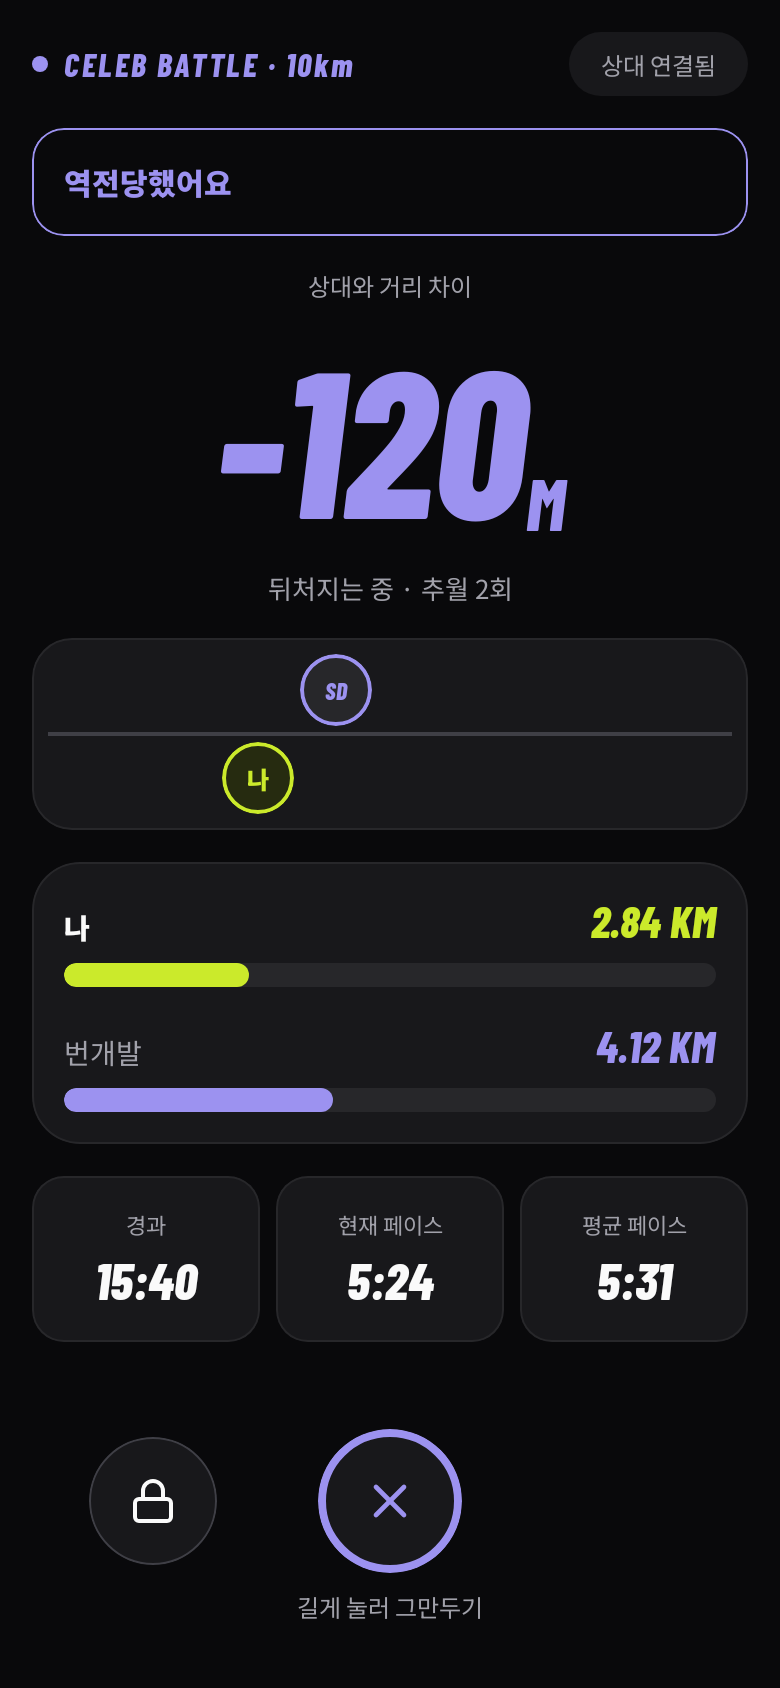 CELEB BATTLE · 10km
상대 연결됨
역전당했어요
상대와 거리 차이
-120M
뒤처지는 중 · 추월 2회
SD
나
나
2.84 KM
번개발
4.12 KM
경과
15:40
현재 페이스
5:24
평균 페이스
5:31
길게 눌러 그만두기